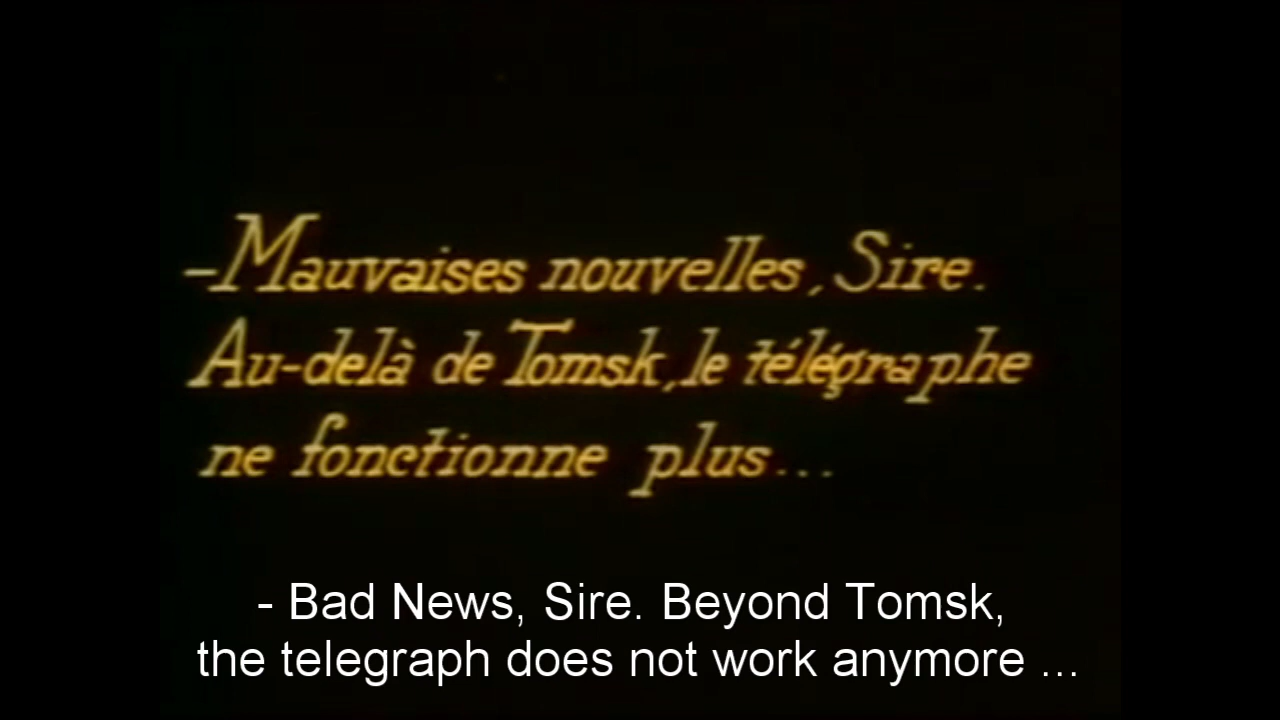 -Mauvaises nouvelles, Sire.
Au-delà de Tomsk, le télégraphe
ne fonctionne plus...
- Bad News, Sire. Beyond Tomsk,
the telegraph does not work anymore ...